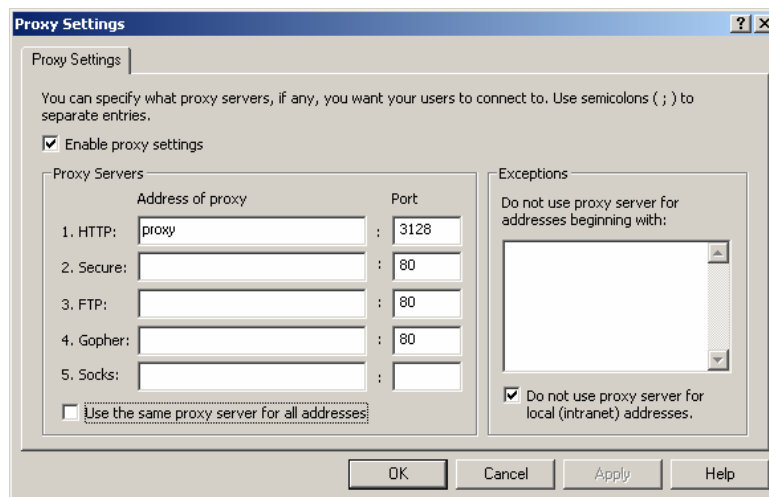 Proxy Settings
Proxy Settings
You can specify what proxy servers, if any, you want your users to connect to. Use semicolons ( ; ) to
separate entries.
Enable proxy settings
Proxy Servers
Address of proxy Port
1. HTTP: proxy : 3128
2. Secure: : 80
3. FTP: : 80
4. Gopher: : 80
5. Socks: :
Use the same proxy server for all addresses
Exceptions
Do not use proxy server for
addresses beginning with:
Do not use proxy server for
local (intranet) addresses.
OK Cancel Apply Help